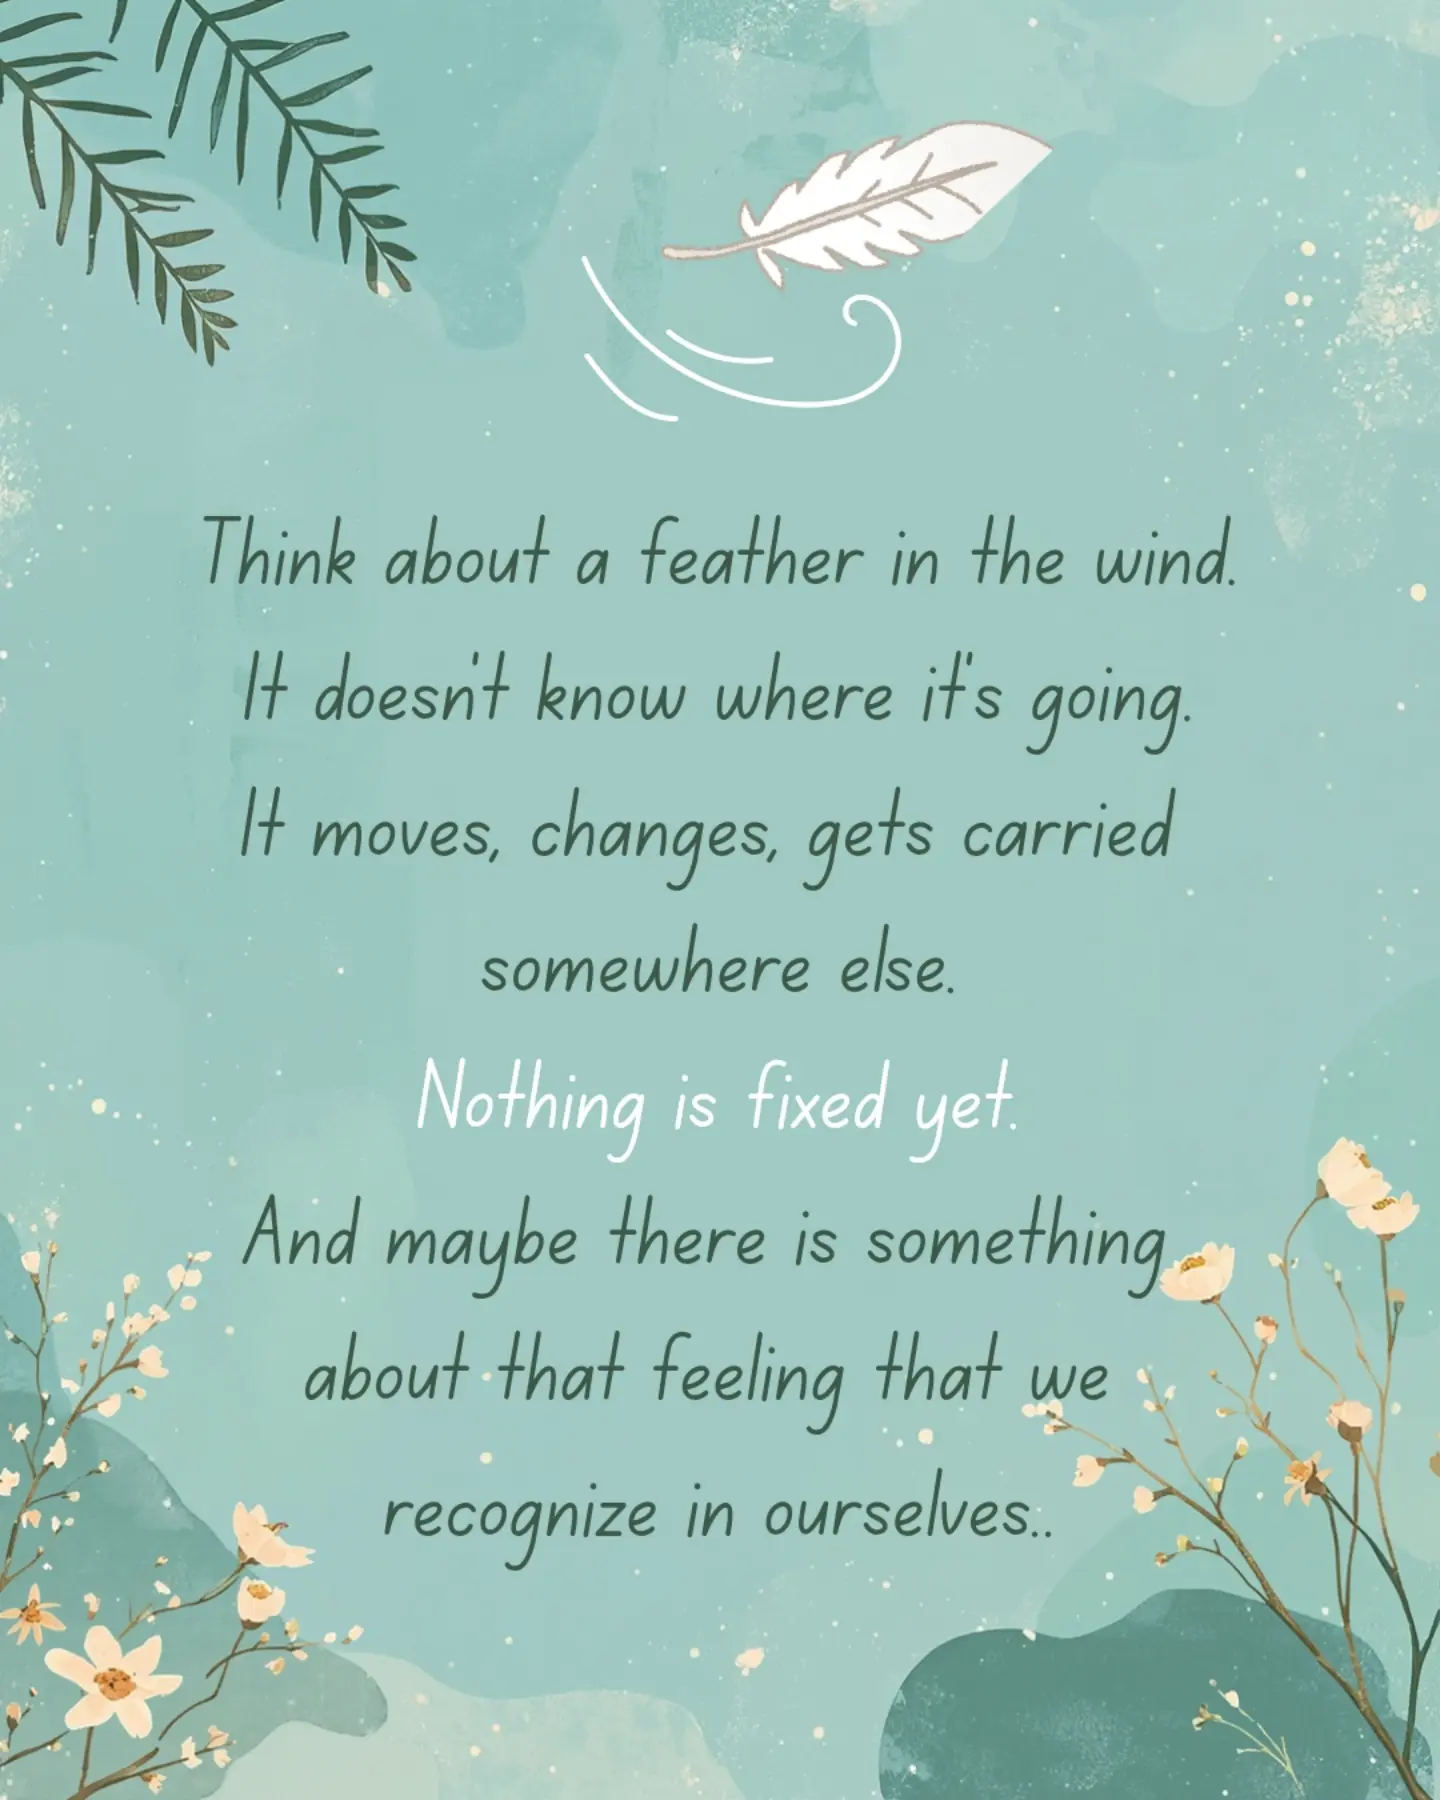 Think about a feather in the wind.
It doesn't know where it's going.
It moves, changes, gets carried
somewhere else.
Nothing is fixed yet.
And maybe there is something
about that feeling that we
recognize in ourselves..